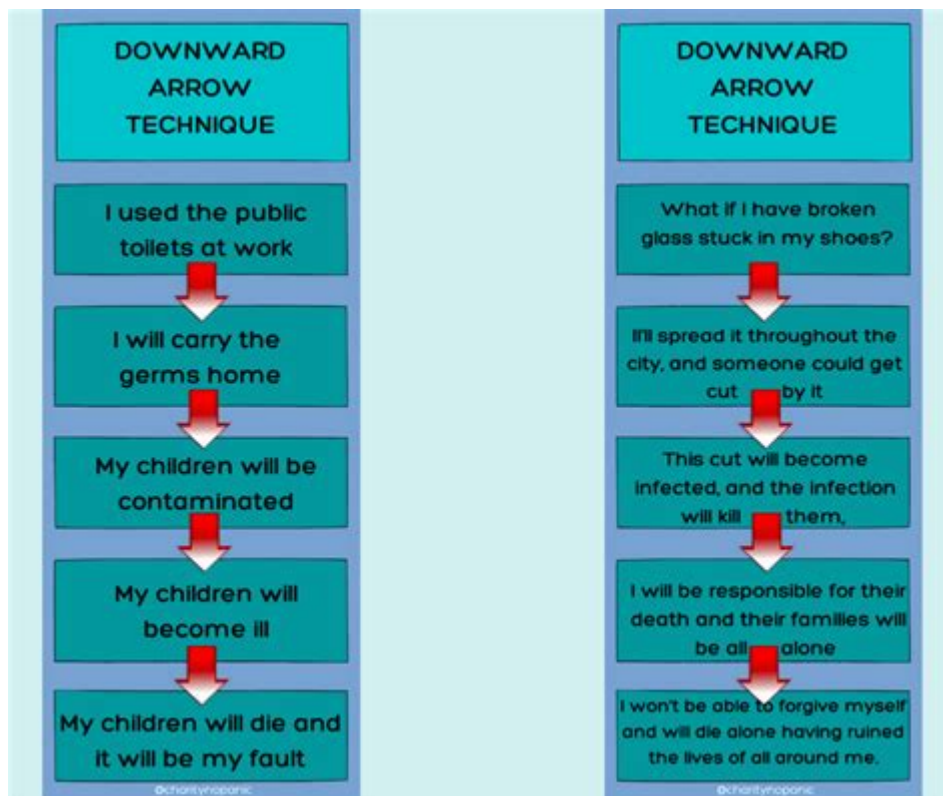 DOWNWARD
ARROW
TECHNIQUE
I used the public
toilets at work
I will carry the
germs home
My children will be
contaminated
My children will
become ill
My children will die and
it will be my fault
@charitynopanic
DOWNWARD
ARROW
TECHNIQUE
What if I have broken
glass stuck in my shoes?
II'll spread it throughout the
city, and someone could get
cut by it
This cut will become
infected, and the infection
will kill them,
I will be responsible for their
death and their families will
be all alone
I won't be able to forgive myself
and will die alone having ruined
the lives of all around me.
@charitynopanic